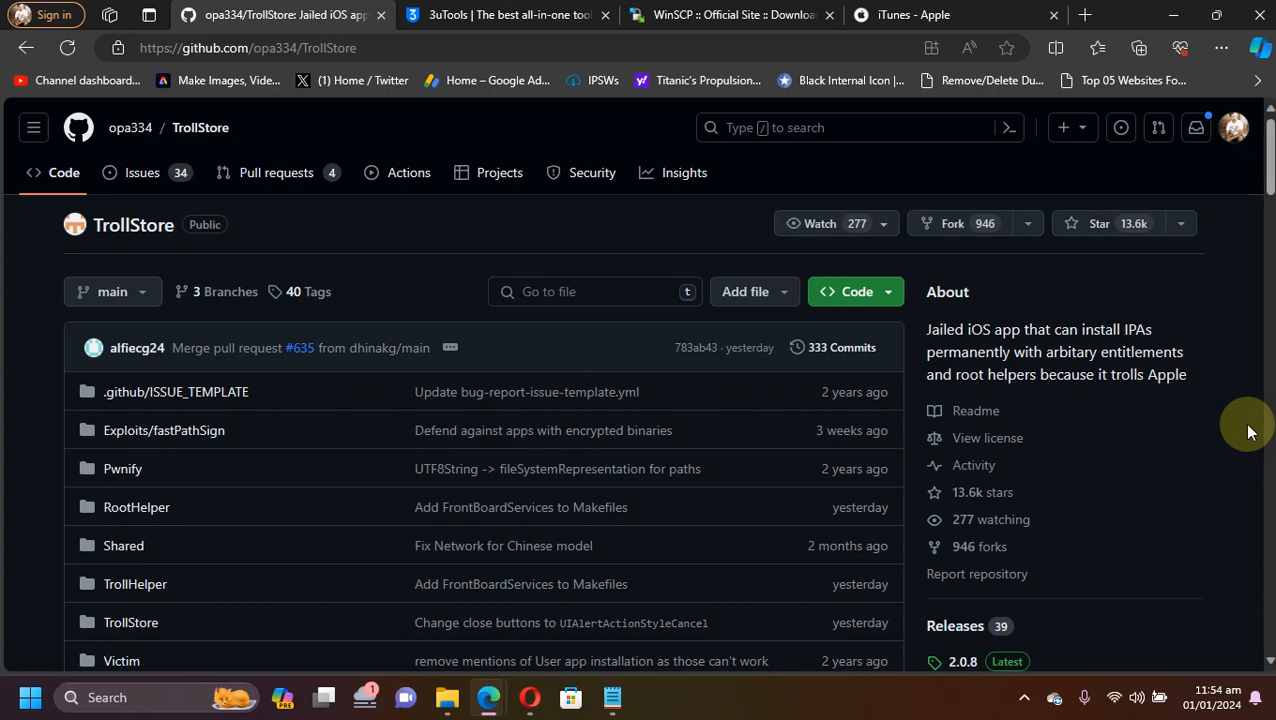 Sign in
opa334/TrollStore: Jailed iOS ap
3uTools | The best all-in-one tool
WinSCP :: Official Site :: Downloa
iTunes - Apple
https://github.com/opa334/TrollStore
Channel dashboard...
Make Images, Vide...
(1) Home / Twitter
Home – Google Ad...
IPSWs
Titanic's Propulsion...
Black Internal Icon |...
Remove/Delete Du...
Top 05 Websites Fo...
opa334 / TrollStore
Type / to search
Code
Issues 34
Pull requests 4
Actions
Projects
Security
Insights
TrollStore Public
Watch 277
Fork 946
Star 13.6k
main
3 Branches
40 Tags
Go to file t
Add file
Code
About
Jailed iOS app that can install IPAs
permanently with arbitary entitlements
and root helpers because it trolls Apple
alfiecg24 Merge pull request #635 from dhinakg/main
783ab43 · yesterday
333 Commits
.github/ISSUE_TEMPLATE Update bug-report-issue-template.yml 2 years ago
Exploits/fastPathSign Defend against apps with encrypted binaries 3 weeks ago
Pwnify UTF8String -> fileSystemRepresentation for paths 2 years ago
RootHelper Add FrontBoardServices to Makefiles yesterday
Shared Fix Network for Chinese model 2 months ago
TrollHelper Add FrontBoardServices to Makefiles yesterday
TrollStore Change close buttons to UIAlertActionStyleCancel yesterday
Victim remove mentions of User app installation as those can't work 2 years ago
Readme
View license
Activity
13.6k stars
277 watching
946 forks
Report repository
Releases 39
2.0.8 Latest
Search
PRE
1
11:54 am
01/01/2024